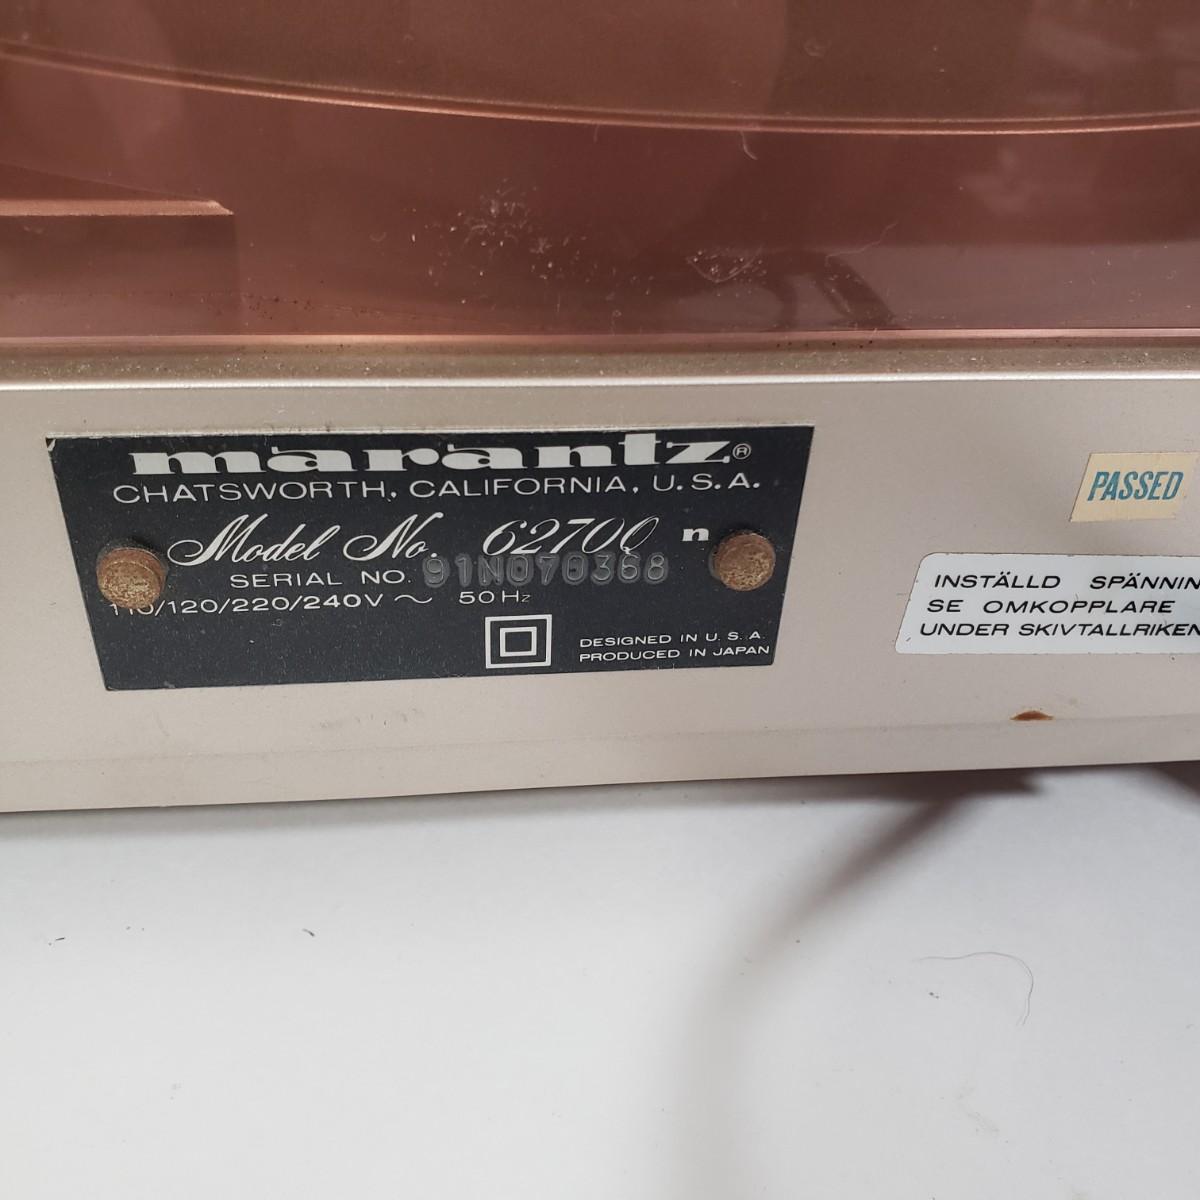 marantz®
CHATSWORTH, CALIFORNIA, U.S.A.
Model No. 6270Q n
SERIAL NO. 91N070368
110/120/220/240V ~ 50Hz
DESIGNED IN U.S.A.
PRODUCED IN JAPAN
PASSED
INSTÄLLD SPÄNNIN
SE OMKOPPLARE
UNDER SKIVTALLRIKEN